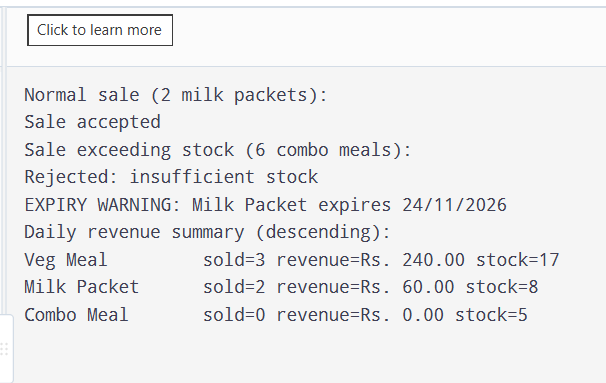 Click to learn more
Normal sale (2 milk packets):
Sale accepted
Sale exceeding stock (6 combo meals):
Rejected: insufficient stock
EXPIRY WARNING: Milk Packet expires 24/11/2026
Daily revenue summary (descending):
Veg Meal         sold=3 revenue=Rs. 240.00 stock=17
Milk Packet      sold=2 revenue=Rs. 60.00 stock=8
Combo Meal       sold=0 revenue=Rs. 0.00 stock=5